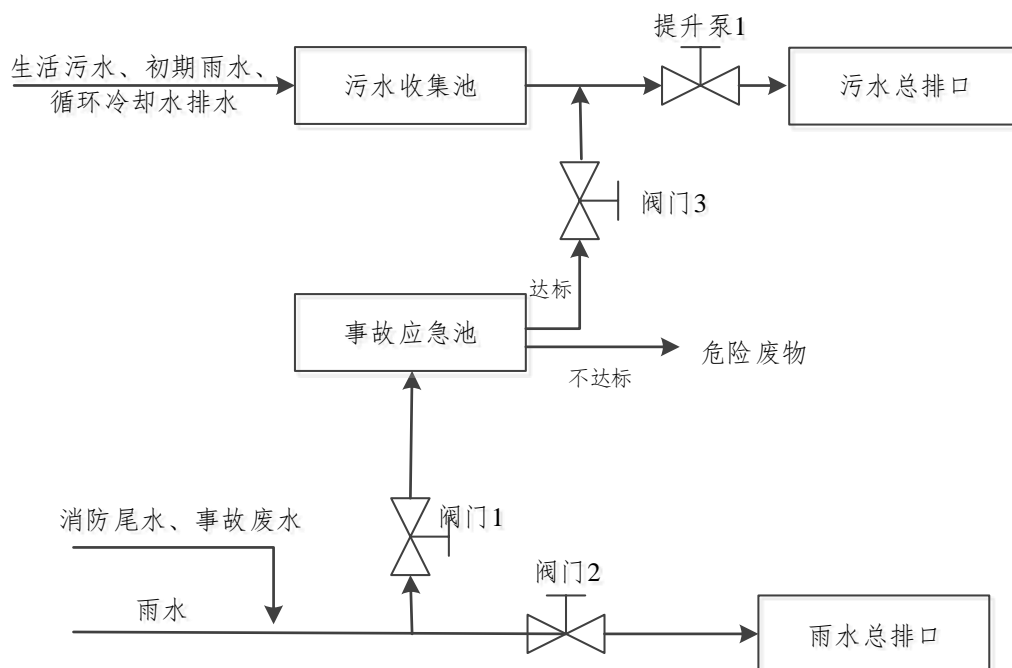 提升泵1
生活污水、初期雨水、
循环冷却水排水
污水收集池
污水总排口
阀门3
达标
事故应急池
危险废物
不达标
消防尾水、事故废水
阀门1
阀门2
雨水
雨水总排口